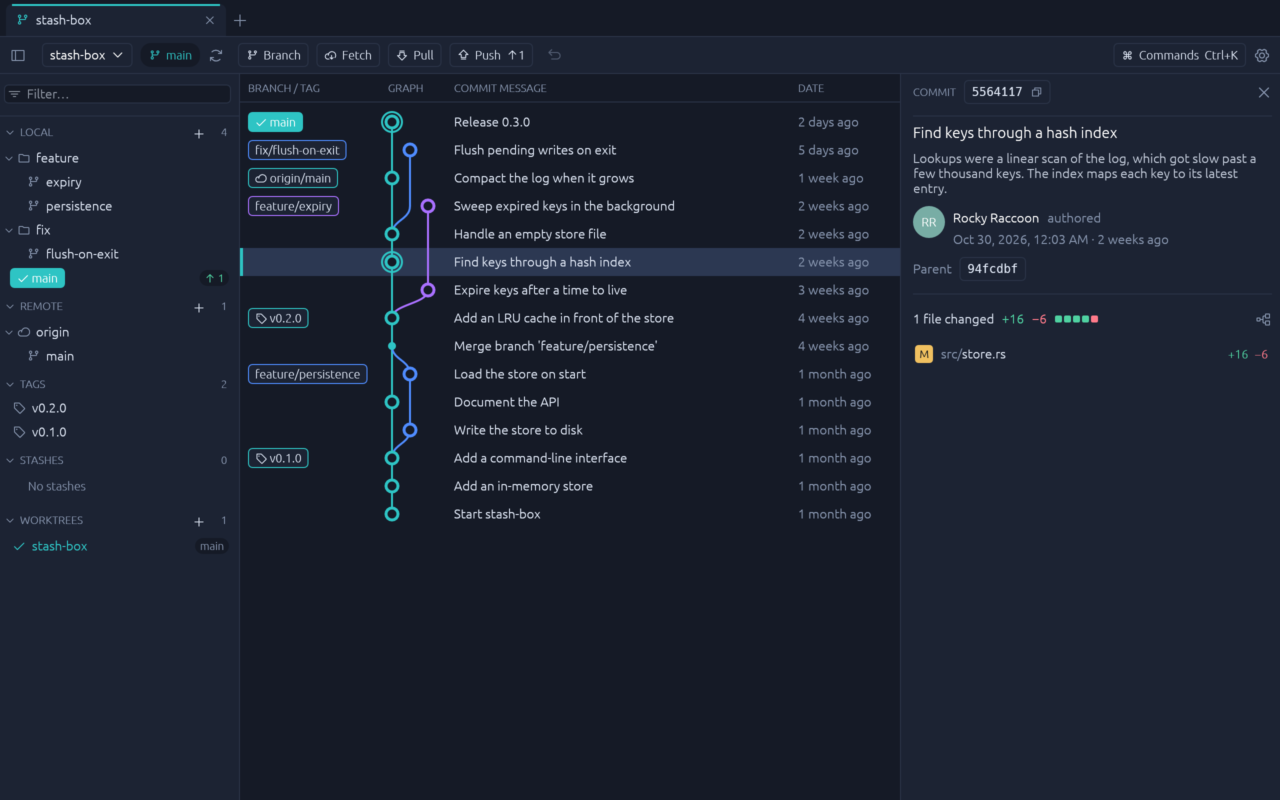 stash-box
stash-box
main
Branch
Fetch
Pull
Push ↑1
Commands Ctrl+K
Filter...
LOCAL + 4
feature
expiry
persistence
fix
flush-on-exit
main ↑ 1
REMOTE + 1
origin
main
TAGS 2
v0.2.0
v0.1.0
STASHES 0
No stashes
WORKTREES + 1
stash-box main
BRANCH / TAG GRAPH COMMIT MESSAGE DATE
main Release 0.3.0 2 days ago
fix/flush-on-exit Flush pending writes on exit 5 days ago
origin/main Compact the log when it grows 1 week ago
feature/expiry Sweep expired keys in the background 2 weeks ago
Handle an empty store file 2 weeks ago
Find keys through a hash index 2 weeks ago
Expire keys after a time to live 3 weeks ago
v0.2.0 Add an LRU cache in front of the store 4 weeks ago
Merge branch 'feature/persistence' 4 weeks ago
feature/persistence Load the store on start 1 month ago
Document the API 1 month ago
Write the store to disk 1 month ago
v0.1.0 Add a command-line interface 1 month ago
Add an in-memory store 1 month ago
Start stash-box 1 month ago
COMMIT 5564117
Find keys through a hash index
Lookups were a linear scan of the log, which got slow past a
few thousand keys. The index maps each key to its latest
entry.
RR
Rocky Raccoon authored
Oct 30, 2026, 12:03 AM · 2 weeks ago
Parent 94fcdbf
1 file changed +16 −6
M src/store.rs +16 −6